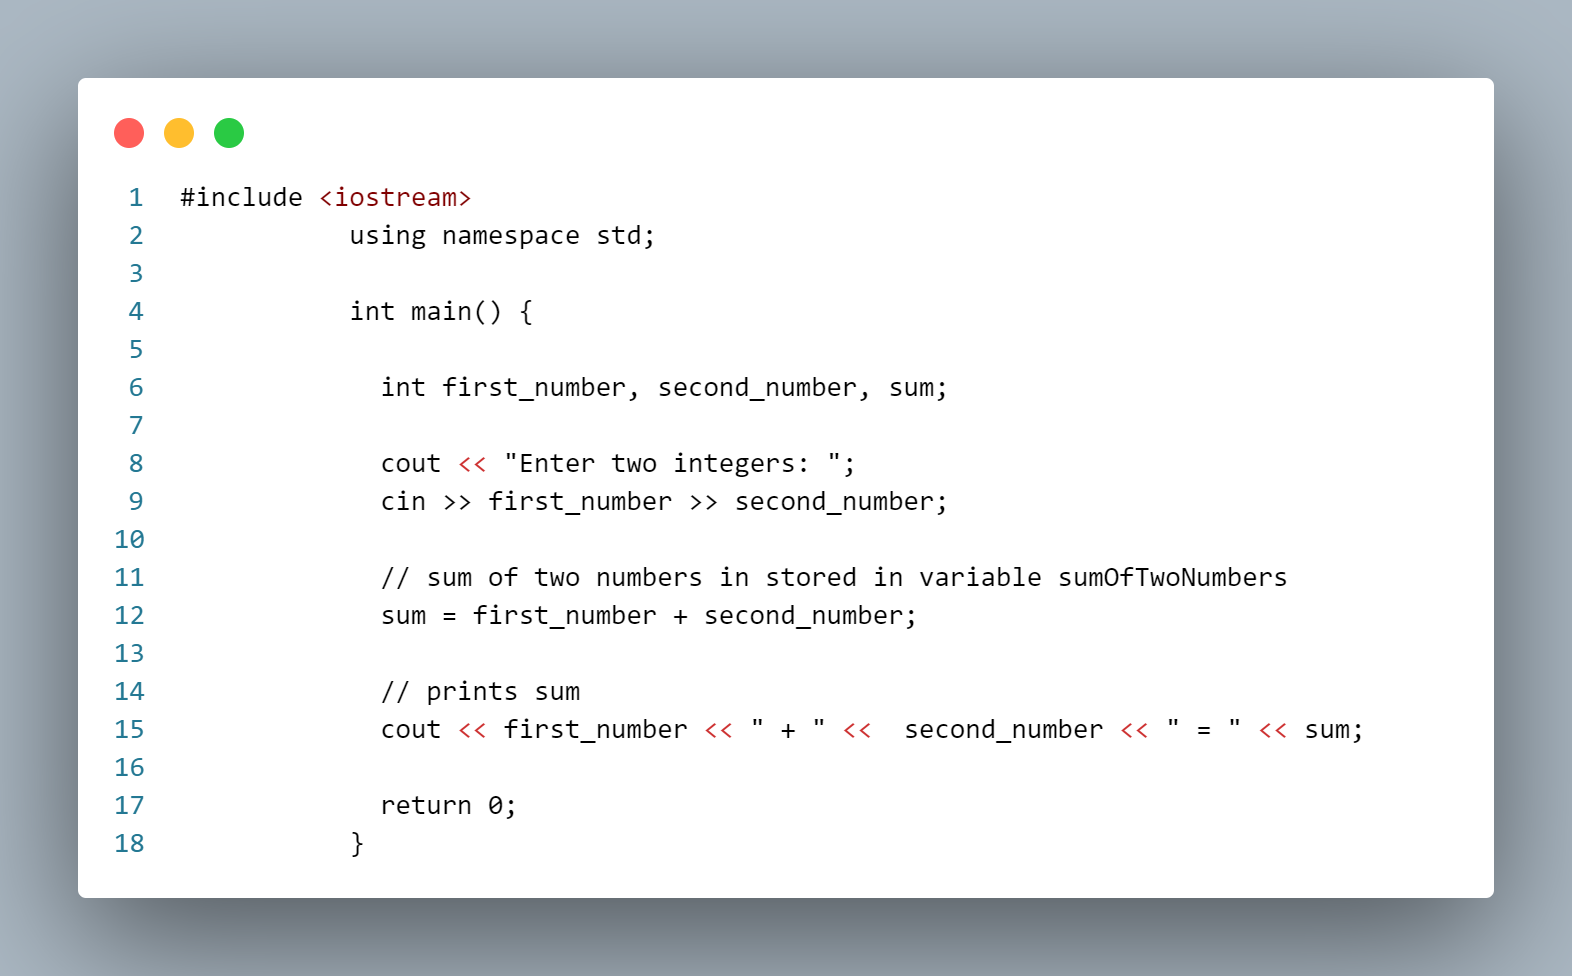 1 #include <iostream>
2 using namespace std;
3
4 int main() {
5
6 int first_number, second_number, sum;
7
8 cout << "Enter two integers: ";
9 cin >> first_number >> second_number;
10
11 // sum of two numbers in stored in variable sumOfTwoNumbers
12 sum = first_number + second_number;
13
14 // prints sum
15 cout << first_number << " + " <<  second_number << " = " << sum;
16
17 return 0;
18 }